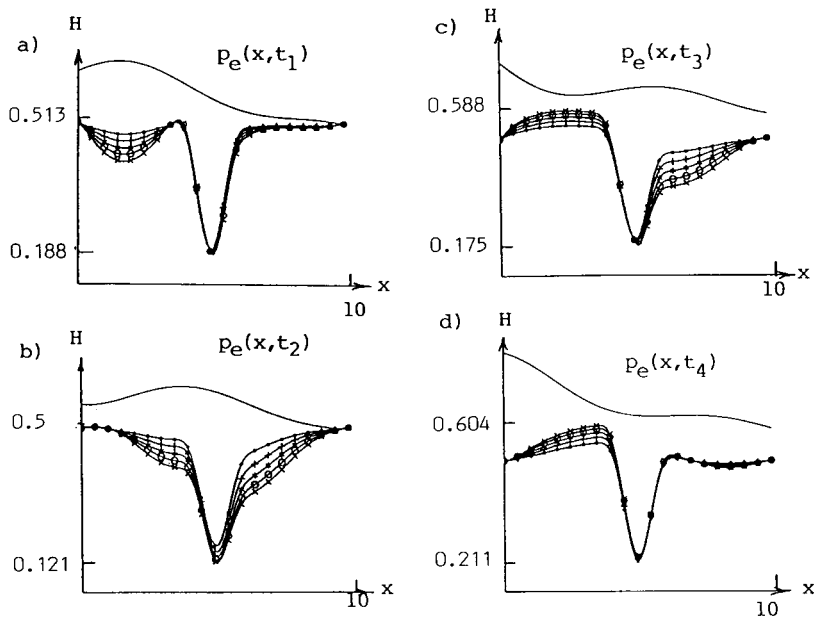 a)
H
p_e(x,t_1)
0.513
0.188
x
10
b)
H
p_e(x,t_2)
0.5
0.121
x
10
c)
H
p_e(x,t_3)
0.588
0.175
x
10
d)
H
p_e(x,t_4)
0.604
0.211
x
10